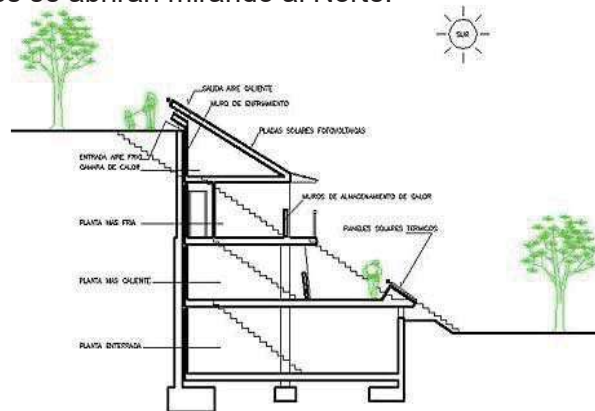 se abrirán mirando al Norte.
SUR
SALIDA AIRE CALIENTE
MURO DE ENFRIAMIENTO
PLACAS SOLARES FOTOVOLTAICAS
ENTRADA AIRE FRIO
CAMARA DE CALOR
MUROS DE ALMACENAMIENTO DE CALOR
PLANTA MAS FRIA
PANELES SOLARES TERMICOS
PLANTA MAS CALIENTE
PLANTA ENTERRADA